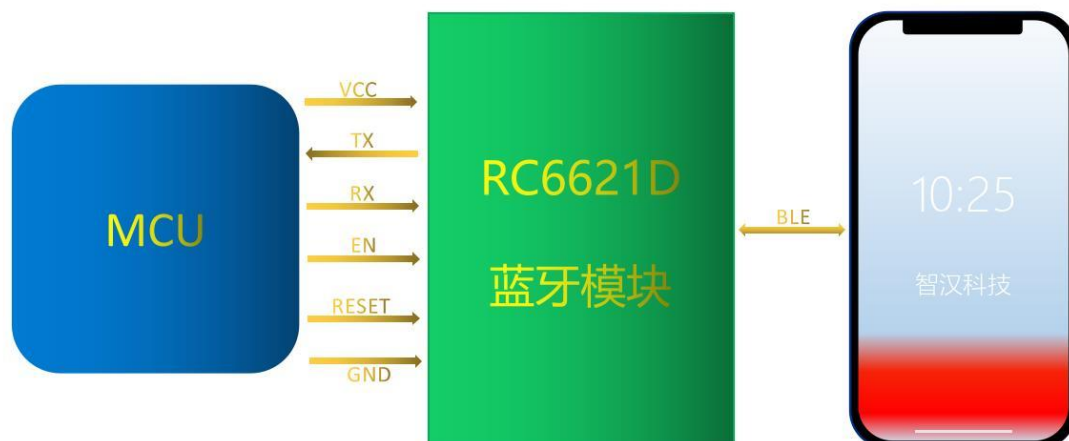 MCU
VCC
TX
RX
EN
RESET
GND
RC6621D
蓝牙模块
BLE
10:25
智汉科技